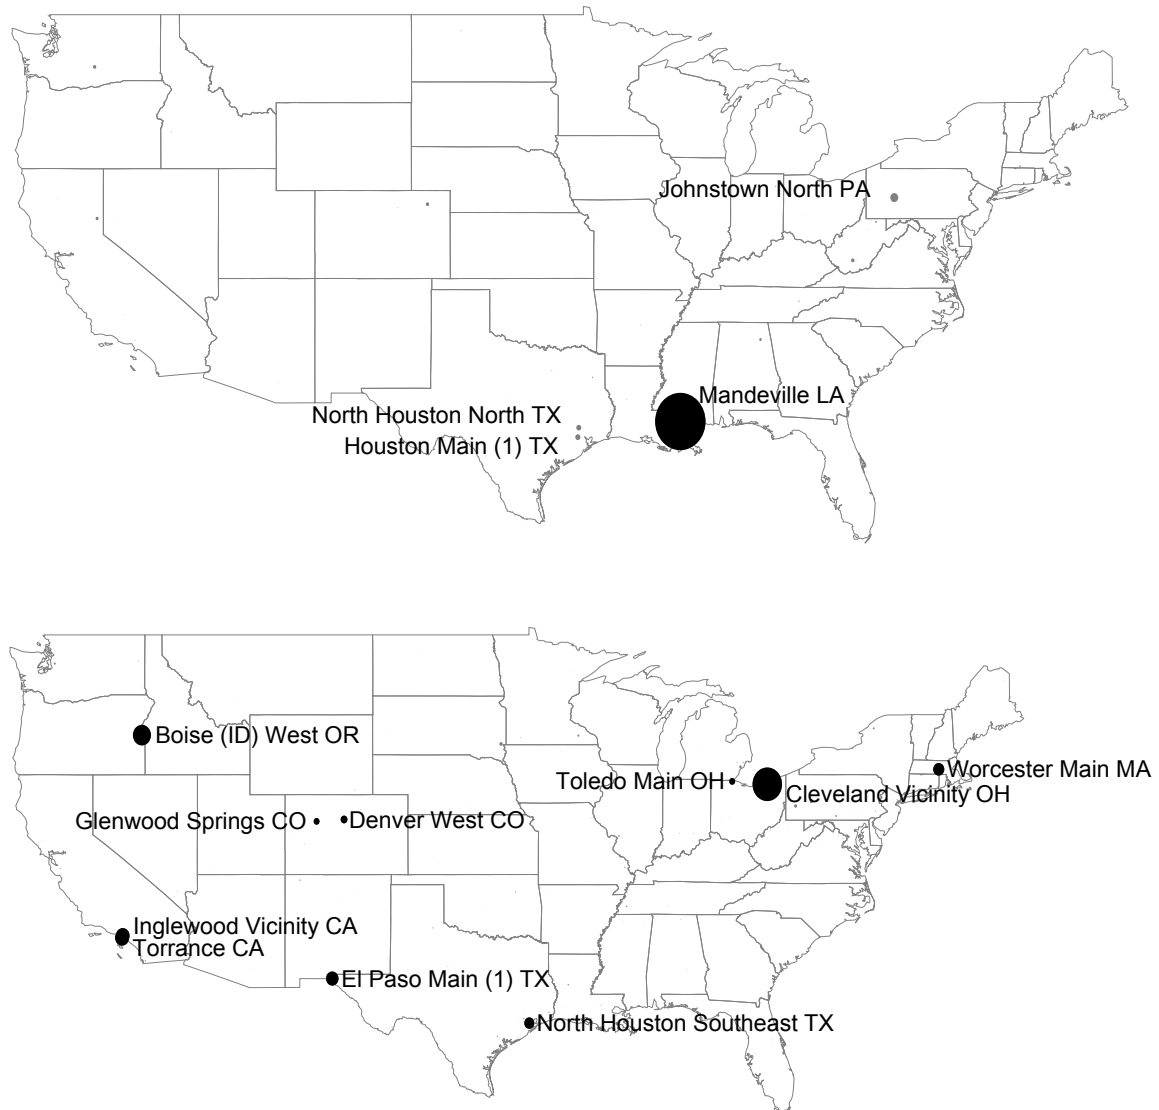 Johnstown North PA
Mandeville LA
North Houston North TX
Houston Main (1) TX
Boise (ID) West OR
Worcester Main MA
Toledo Main OH
Cleveland Vicinity OH
Glenwood Springs CO
Denver West CO
Inglewood Vicinity CA
Torrance CA
El Paso Main (1) TX
North Houston Southeast TX